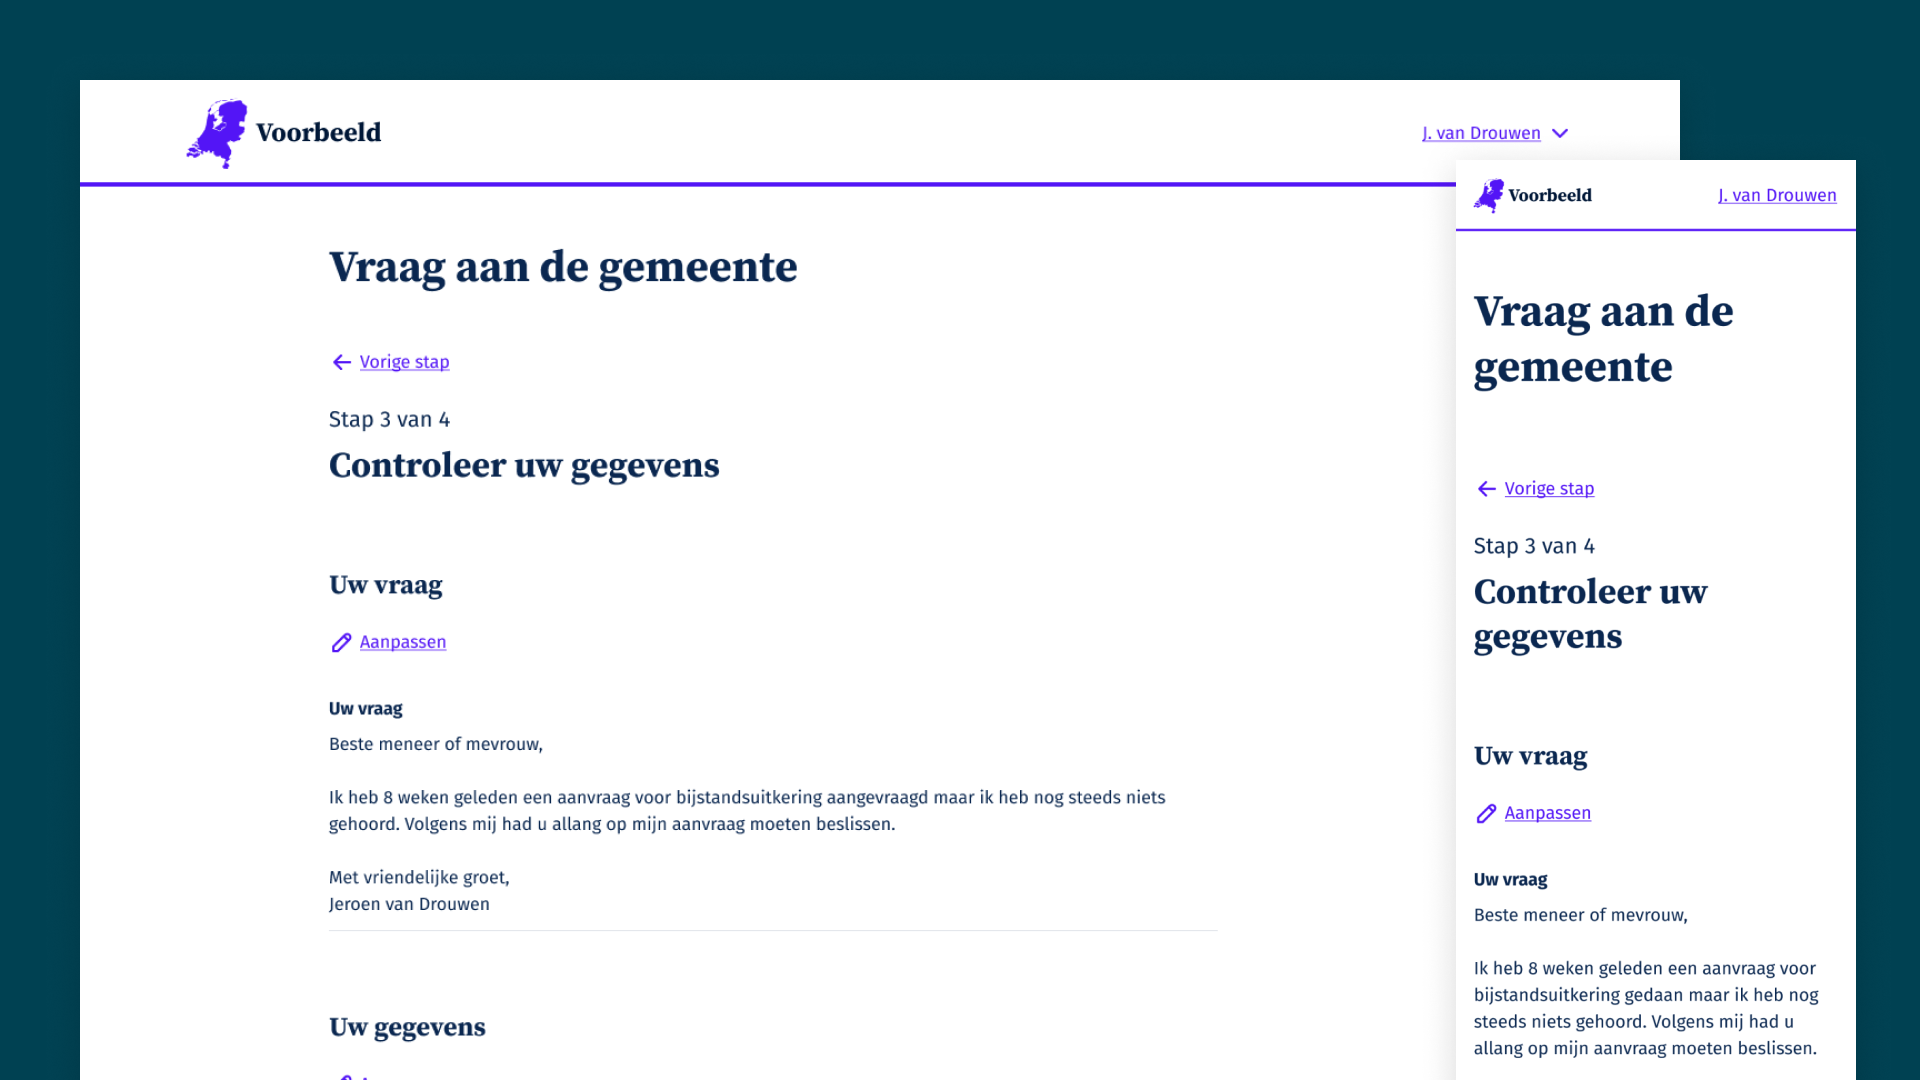 Voorbeeld
J. van Drouwen
Vraag aan de gemeente
Vorige stap
Stap 3 van 4
Controleer uw gegevens
Uw vraag
Aanpassen
Uw vraag
Beste meneer of mevrouw,
Ik heb 8 weken geleden een aanvraag voor bijstandsuitkering aangevraagd maar ik heb nog steeds niets
gehoord. Volgens mij had u allang op mijn aanvraag moeten beslissen.
Met vriendelijke groet,
Jeroen van Drouwen
Uw gegevens
Voorbeeld
J. van Drouwen
Vraag aan de
gemeente
Vorige stap
Stap 3 van 4
Controleer uw
gegevens
Uw vraag
Aanpassen
Uw vraag
Beste meneer of mevrouw,
Ik heb 8 weken geleden een aanvraag voor
bijstandsuitkering gedaan maar ik heb nog
steeds niets gehoord. Volgens mij had u
allang op mijn aanvraag moeten beslissen.